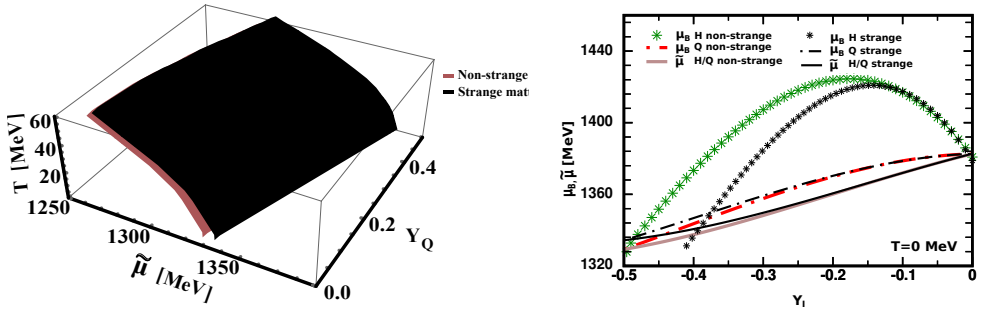 Non-strange
Strange matt
T [MeV]
60
40
20
1250
1300
1350
μ̃ [MeV]
0.0
0.2
0.4
Y_Q
μ_B H non-strange
μ_B Q non-strange
μ̃ H/Q non-strange
μ_B H strange
μ_B Q strange
μ̃ H/Q strange
μ_B, μ̃ [MeV]
1440
1400
1360
1320
T=0 MeV
-0.5 -0.4 -0.3 -0.2 -0.1 0
Y_I